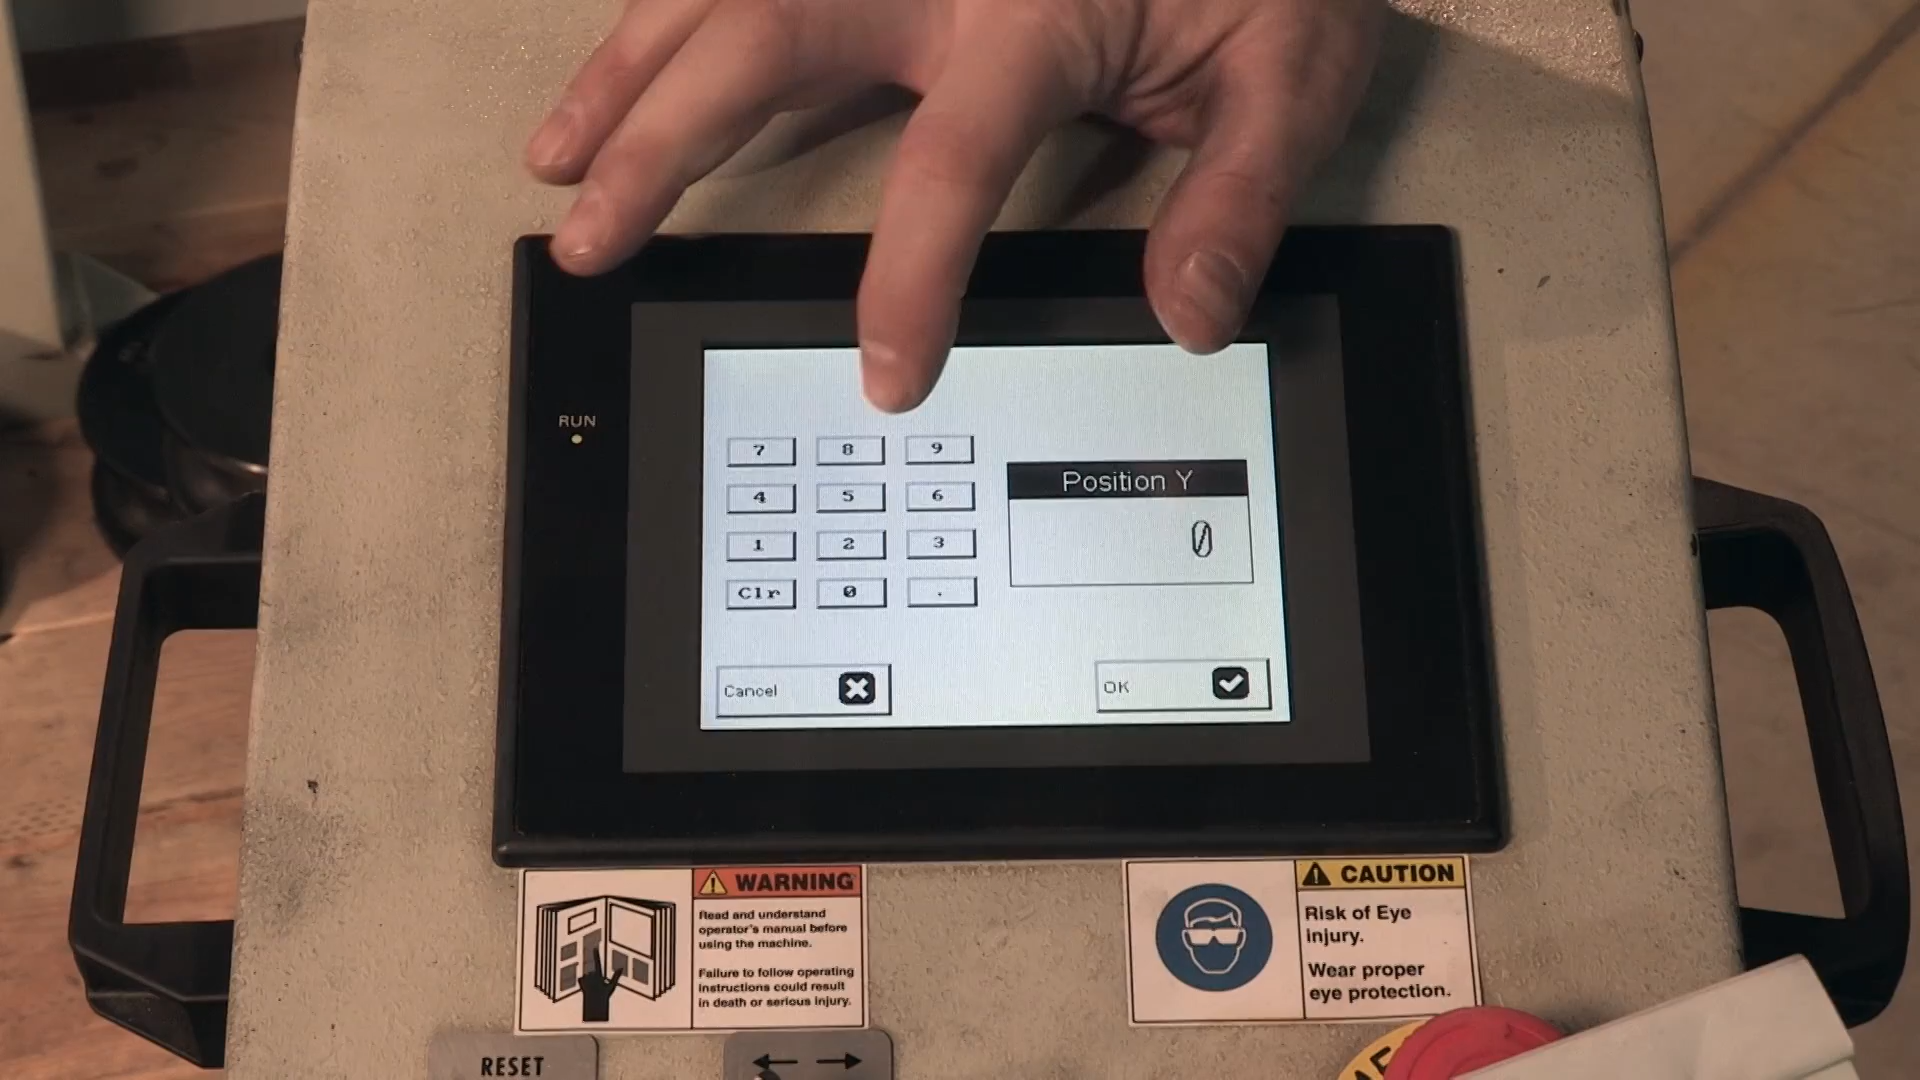 RUN
7 8 9
4 5 6
1 2 3
Clr 0 .
Position Y
0
Cancel
OK
WARNING
Read and understand
operator's manual before
using the machine.
Failure to follow operating
instructions could result
in death or serious injury.
CAUTION
Risk of Eye
injury.
Wear proper
eye protection.
RESET
← →